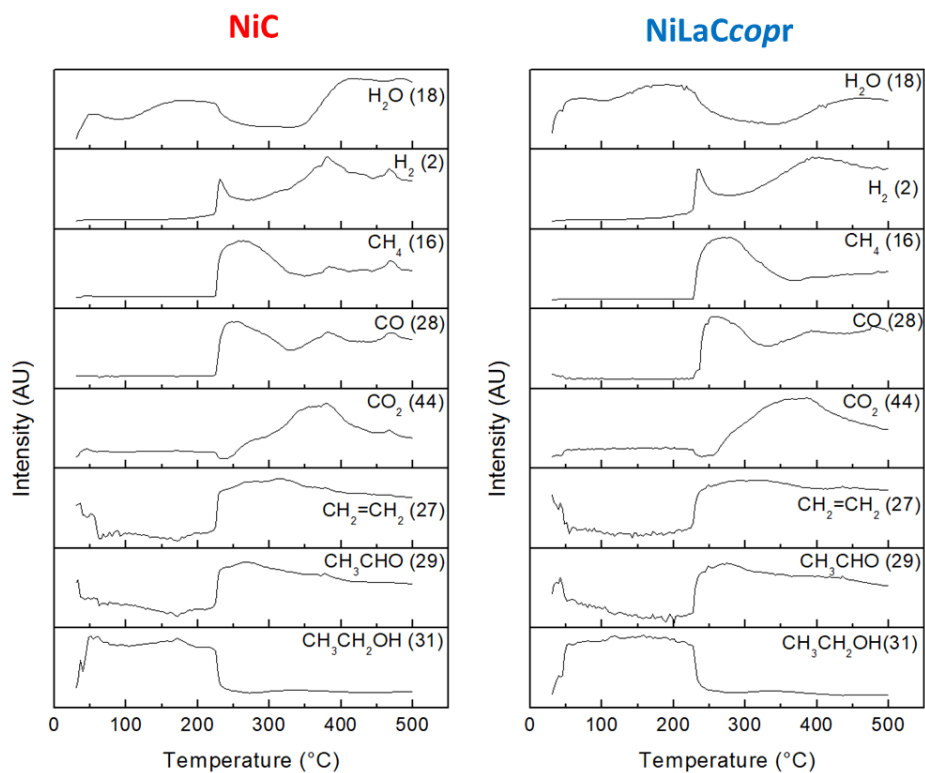 NiC
H₂O (18)
H₂ (2)
CH₄ (16)
CO (28)
CO₂ (44)
CH₂=CH₂ (27)
CH₃CHO (29)
CH₃CH₂OH(31)
Intensity (AU)
0 100 200 300 400 500
Temperature (°C)
NiLaCcopr
H₂O (18)
H₂ (2)
CH₄ (16)
CO (28)
CO₂ (44)
CH₂=CH₂ (27)
CH₃CHO (29)
CH₃CH₂OH(31)
Intensity (AU)
0 100 200 300 400 500
Temperature (°C)